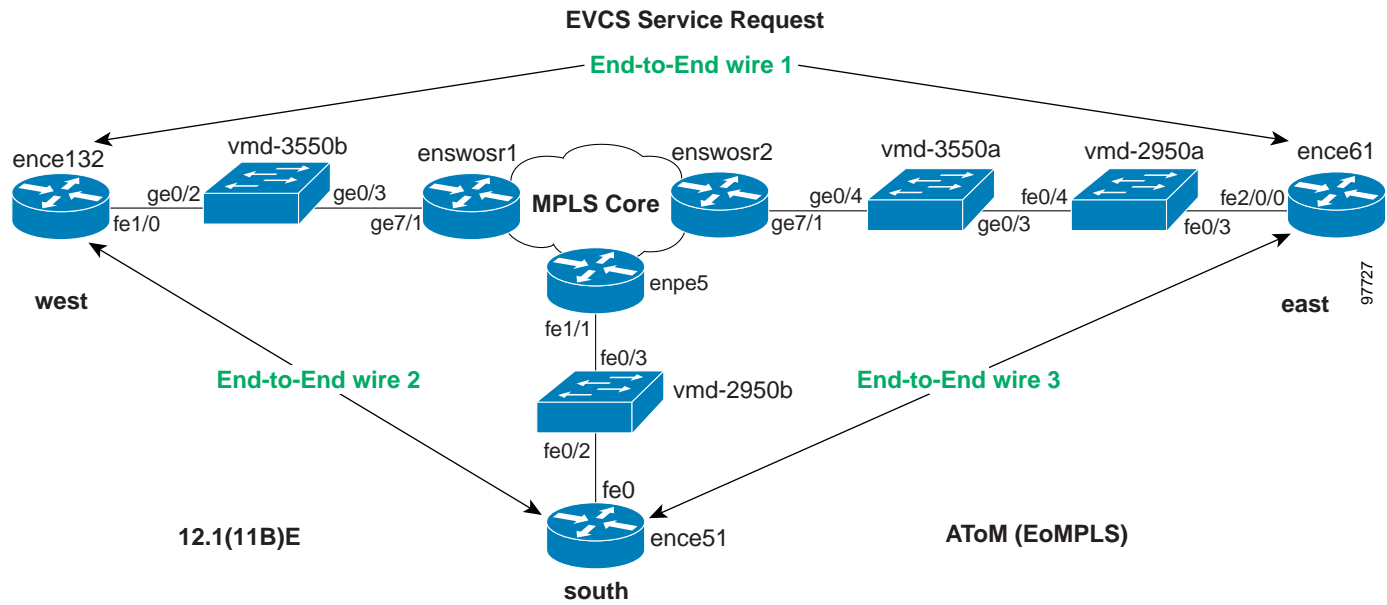 EVCS Service Request
End-to-End wire 1
ence132
vmd-3550b
enswosr1
enswosr2
vmd-3550a
vmd-2950a
ence61
MPLS Core
ge0/2
ge0/3
ge0/4
fe0/4
fe2/0/0
fe1/0
ge7/1
ge7/1
ge0/3
fe0/3
enpe5
west
east
97727
fe1/1
fe0/3
End-to-End wire 2
End-to-End wire 3
vmd-2950b
fe0/2
fe0
12.1(11B)E
ence51
AToM (EoMPLS)
south